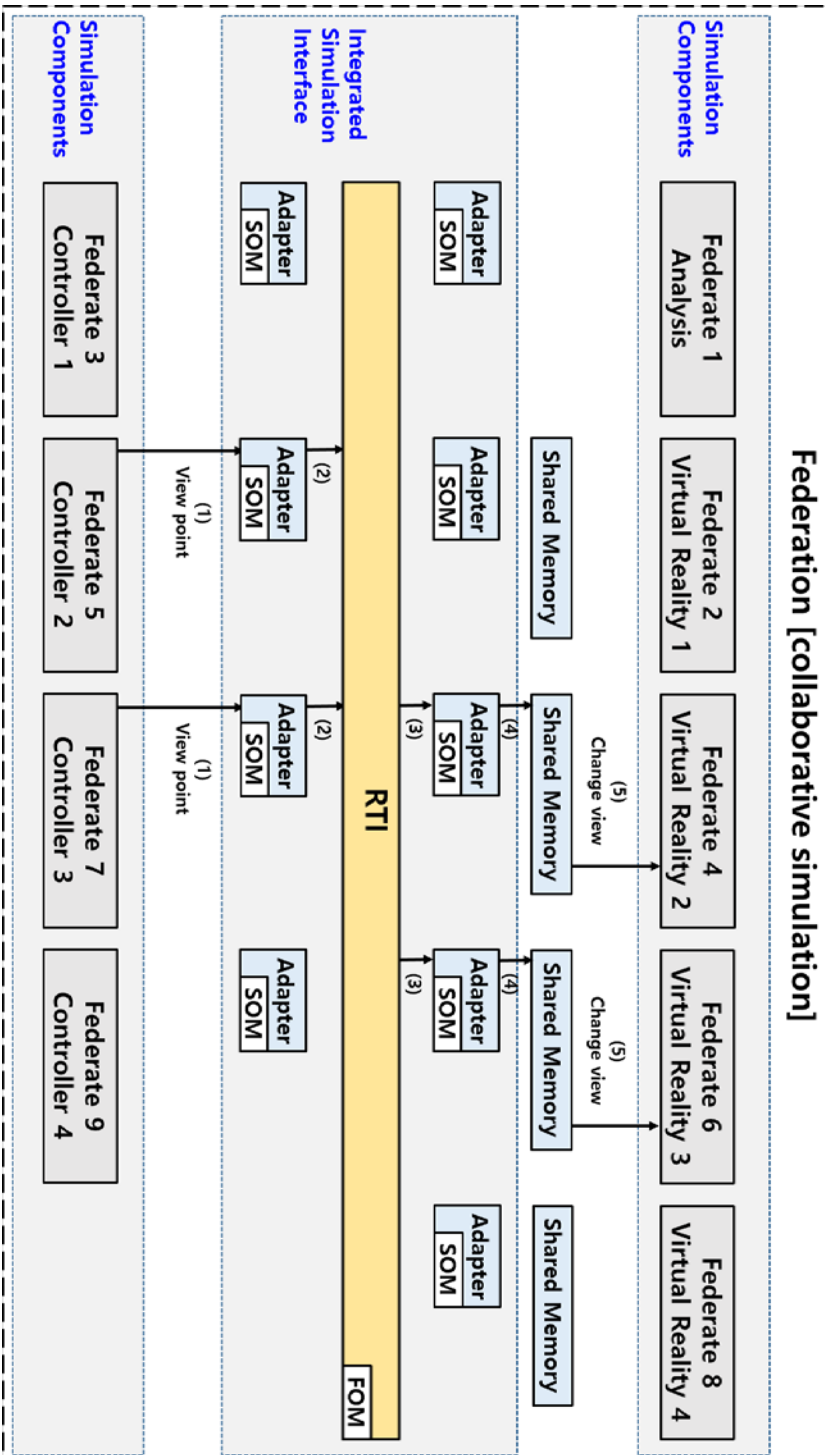 Federation [collaborative simulation]
Simulation
Components
Federate 1
Analysis
Federate 2
Virtual Reality 1
Federate 4
Virtual Reality 2
Federate 6
Virtual Reality 3
Federate 8
Virtual Reality 4
(5)
Change view
(5)
Change view
Shared Memory
Shared Memory
Shared Memory
Shared Memory
(4)
(4)
Integrated
Simulation
Interface
Adapter
SOM
Adapter
SOM
Adapter
SOM
Adapter
SOM
Adapter
SOM
(3)
(3)
RTI
FOM
(2)
(2)
Adapter
SOM
Adapter
SOM
Adapter
SOM
Adapter
SOM
(1)
View point
(1)
View point
Simulation
Components
Federate 3
Controller 1
Federate 5
Controller 2
Federate 7
Controller 3
Federate 9
Controller 4